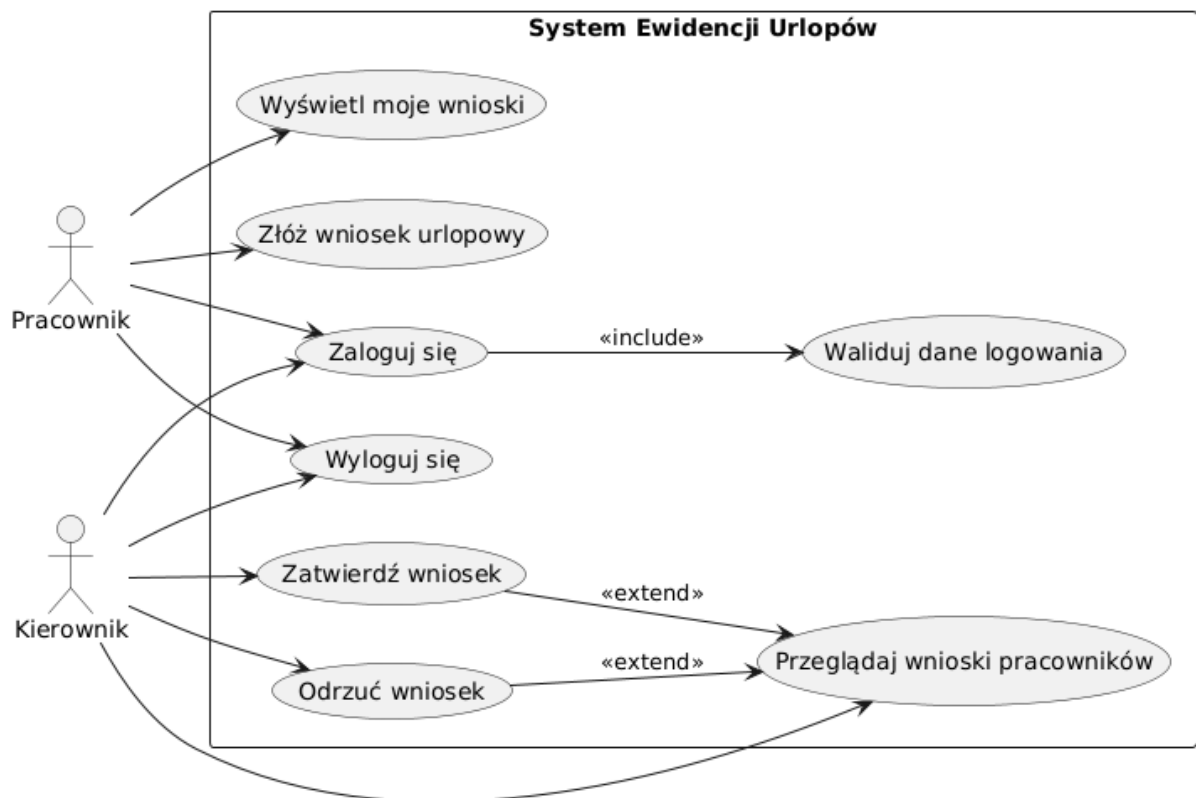 System Ewidencji Urlopów
Wyświetl moje wnioski
Złóż wniosek urlopowy
Pracownik
Zaloguj się
«include»
Waliduj dane logowania
Wyloguj się
Zatwierdź wniosek
«extend»
Kierownik
Przeglądaj wnioski pracowników
«extend»
Odrzuć wniosek